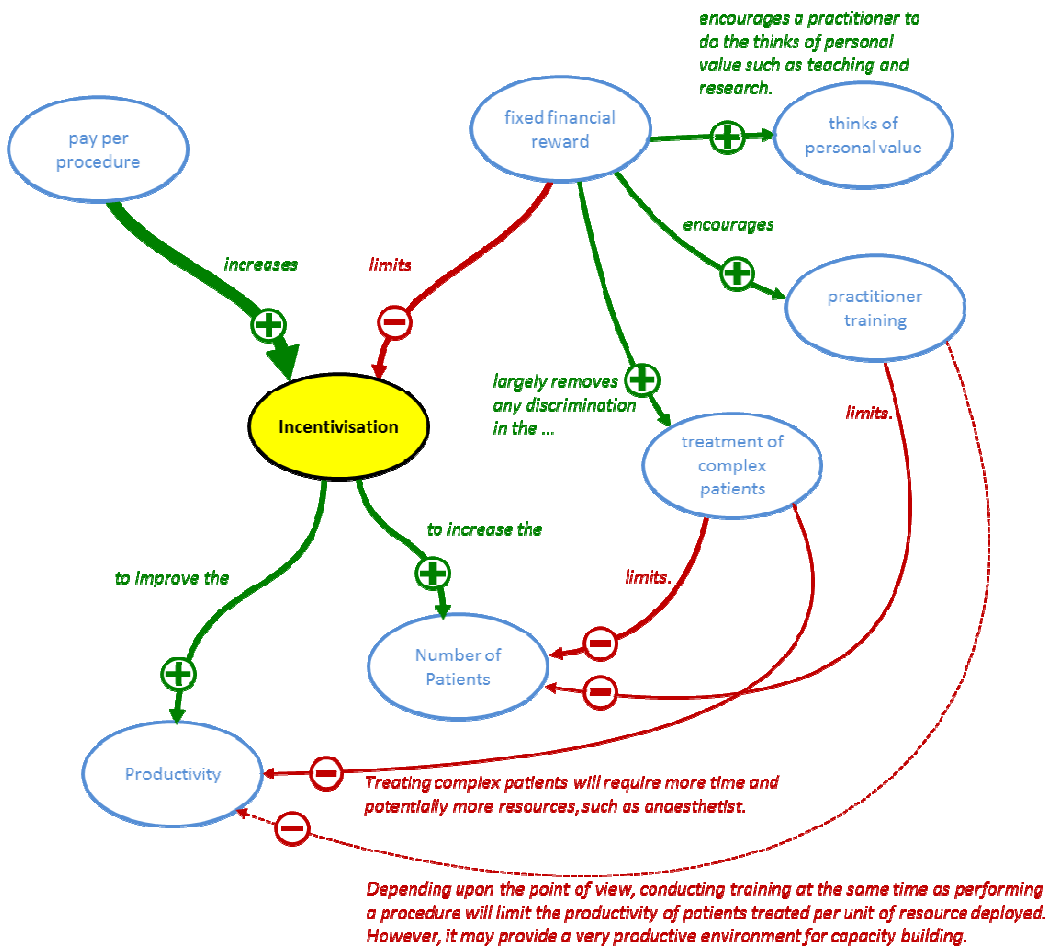 encourages a practitioner to
do the thinks of personal
value such as teaching and
research.
fixed financial
reward
thinks of
personal value
pay per
procedure
encourages
increases
limits
practitioner
training
largely removes
any discrimination
in the ...
limits.
Incentivisation
treatment of
complex
patients
to increase the
to Improve the
limits.
Number of
Patients
Productivity
Treating complex patients will require more time and
potentially more resources, such as anaesthetist.
Depending upon the point of view, conducting training at the same time as performing
a procedure will limit the productivity of patients treated per unit of resource deployed.
However, it may provide a very productive environment for capacity building.